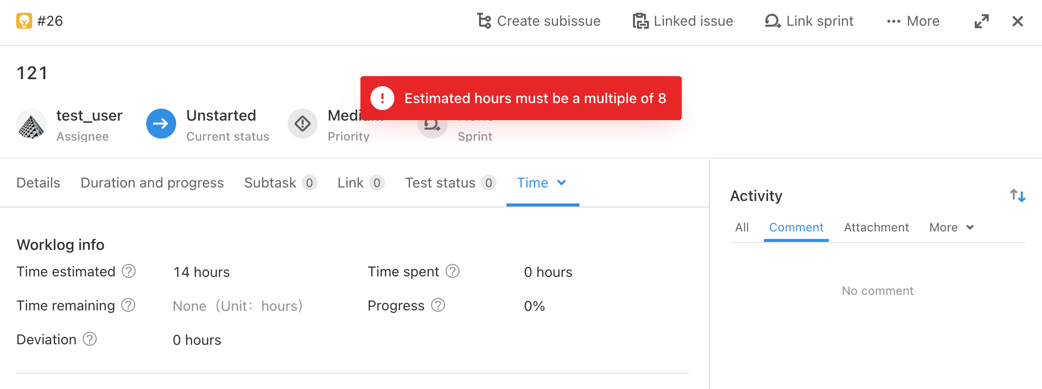 #26
Create subissue
Linked issue
Link sprint
More
121
Estimated hours must be a multiple of 8
test_user
Assignee
Unstarted
Current status
Medium
Priority
Sprint
Details
Duration and progress
Subtask 0
Link 0
Test status 0
Time
Worklog info
Time estimated
14 hours
Time spent
0 hours
Time remaining
None（Unit：hours）
Progress
0%
Deviation
0 hours
Activity
All
Comment
Attachment
More
No comment